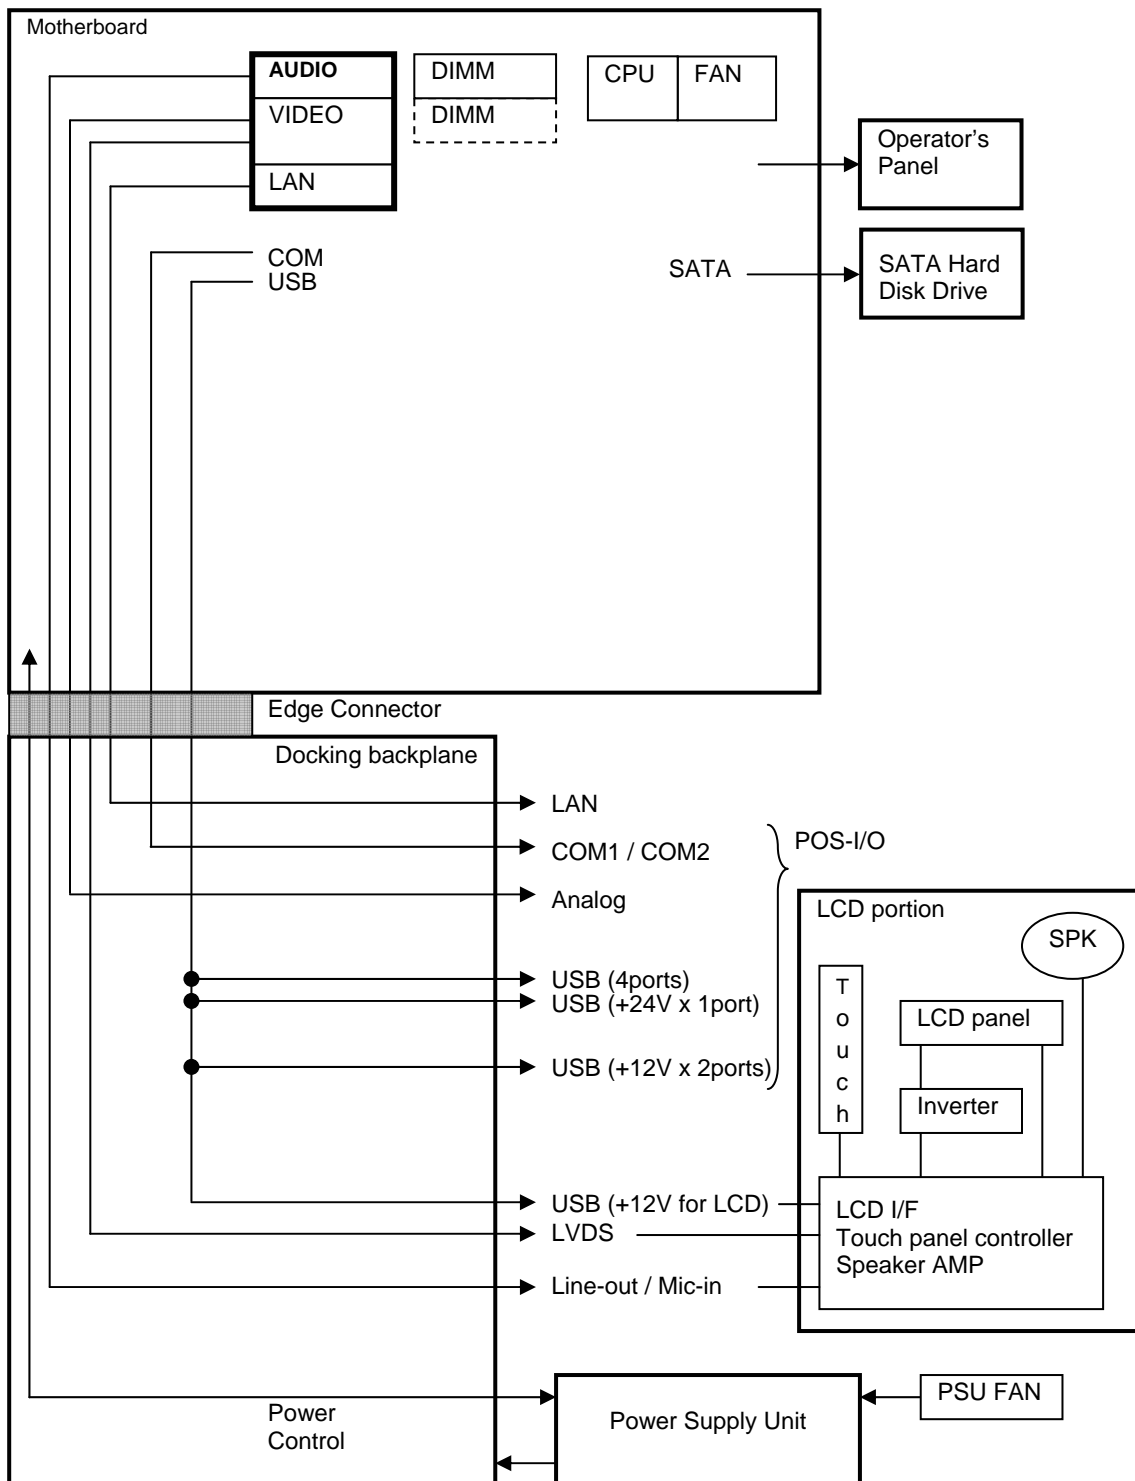 Motherboard
AUDIO
VIDEO
LAN
DIMM
DIMM
CPU
FAN
Operator's
Panel
COM
USB
SATA
SATA Hard
Disk Drive
Edge Connector
Docking backplane
LAN
COM1 / COM2
Analog
USB (4ports)
USB (+24V x 1port)
USB (+12V x 2ports)
POS-I/O
LCD portion
SPK
Touch
LCD panel
Inverter
USB (+12V for LCD)
LVDS
Line-out / Mic-in
LCD I/F
Touch panel controller
Speaker AMP
Power
Control
Power Supply Unit
PSU FAN